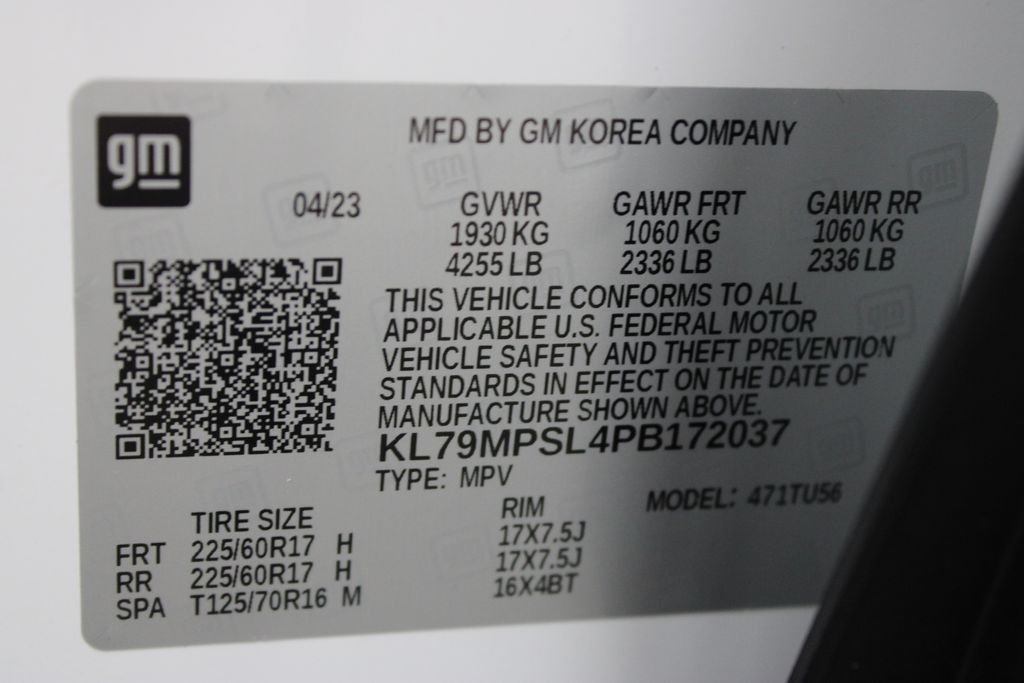 gm
MFD BY GM KOREA COMPANY
04/23 GVWR GAWR FRT GAWR RR
1930 KG 1060 KG 1060 KG
4255 LB 2336 LB 2336 LB
THIS VEHICLE CONFORMS TO ALL
APPLICABLE U.S. FEDERAL MOTOR
VEHICLE SAFETY AND THEFT PREVENTION
STANDARDS IN EFFECT ON THE DATE OF
MANUFACTURE SHOWN ABOVE.
KL79MPSL4PB172037
TYPE: MPV MODEL: 471TU56
TIRE SIZE RIM
FRT 225/60R17 H 17X7.5J
RR 225/60R17 H 17X7.5J
SPA T125/70R16 M 16X4BT